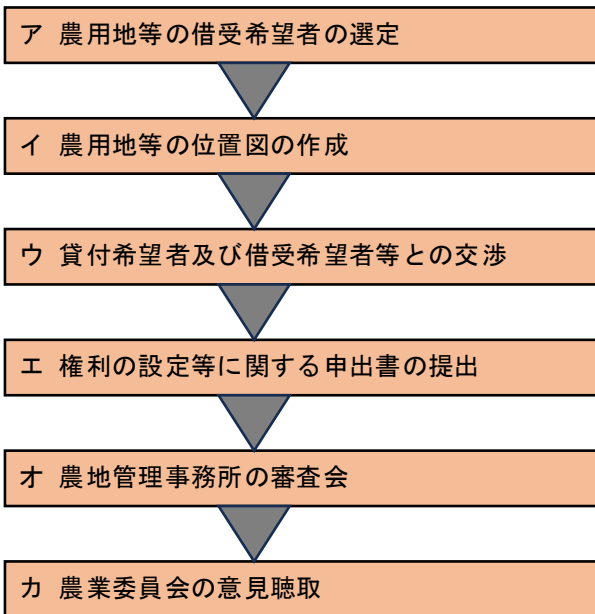 ア 農用地等の借受希望者の選定
イ 農用地等の位置図の作成
ウ 貸付希望者及び借受希望者等との交渉
エ 権利の設定等に関する申出書の提出
オ 農地管理事務所の審査会
カ 農業委員会の意見聴取